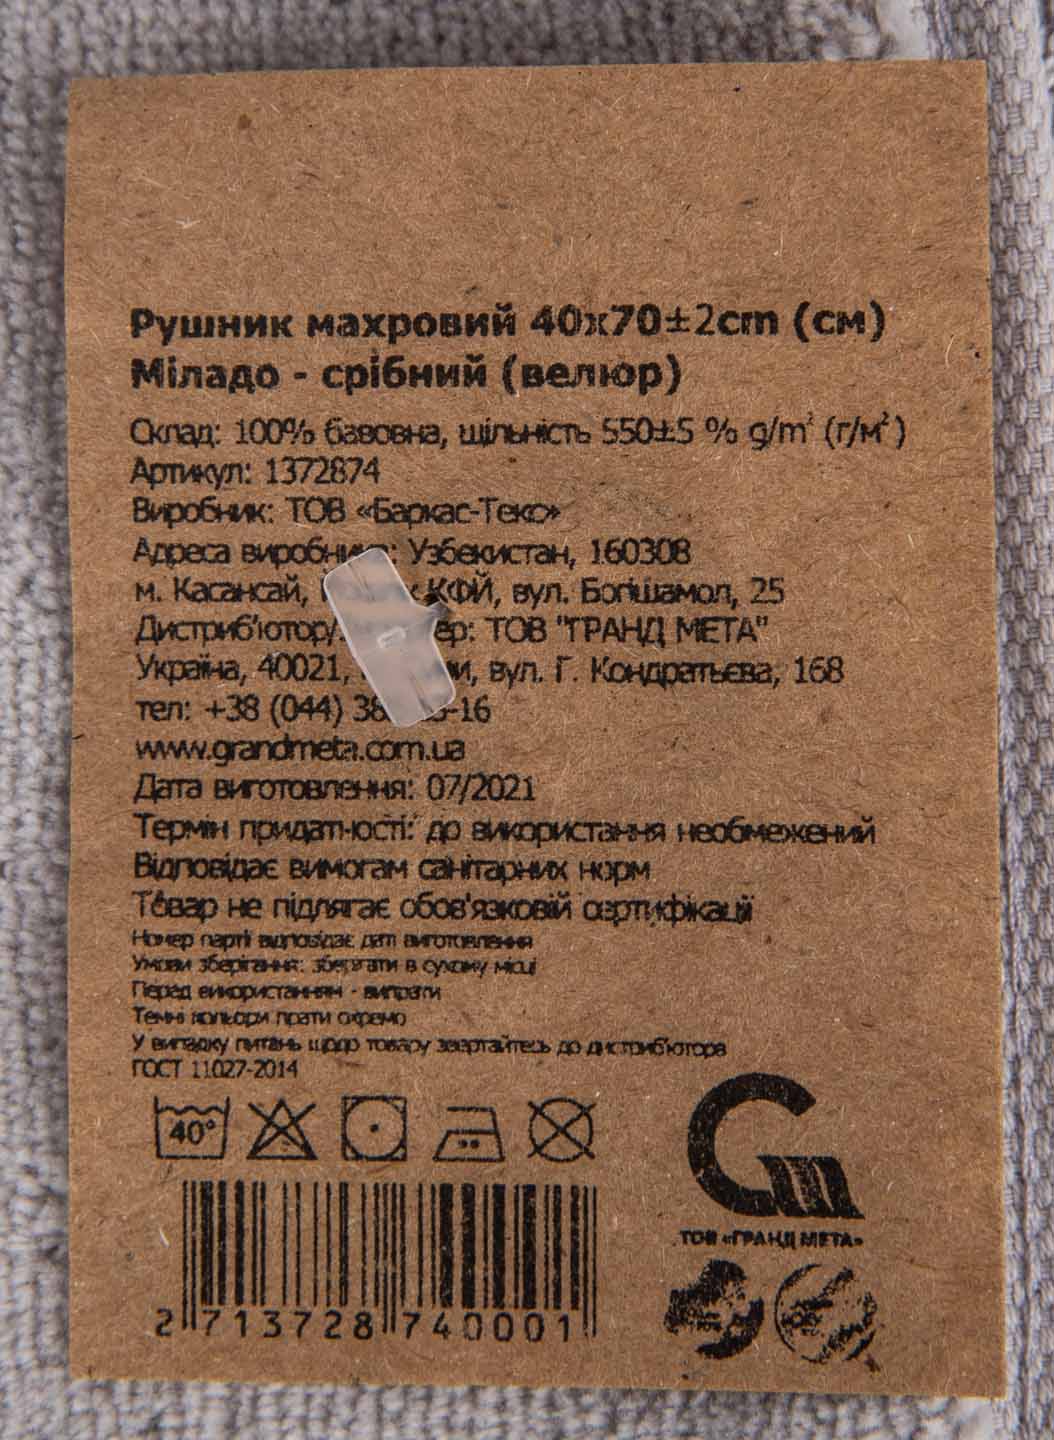 Рушник махровий 40х70±2cm (см)
Міладо - срібний (велюр)
Склад: 100% бавовна, щільність 550±5 % g/m² (г/м²)
Артикул: 1372874
Виробник: ТОВ «Баркас-Текс»
Адреса виробника: Узбекистан, 160308
м. Касансай, КФЙ, вул. Богішамол, 25
Дистриб'ютор/ ТОВ "ГРАНД МЕТА"
Україна, 40021, вул. Г. Кондратьєва, 168
тел: +38 (044)
www.grandmeta.com.ua
Дата виготовлення: 07/2021
Термін придатності: до використання необмежений
Відповідає вимогам санітарних норм
Товар не підлягає обов'язковій сертифікації
Номер партії відповідає даті виготовлення
Умови зберігання: зберігати в сухому місці
Перед використанням - випрати
Темні кольори прати окремо
У випадку питань щодо товару звертайтесь до дистриб'ютора
ГОСТ 11027-2014
40°
ТОВ «ГРАНД МЕТА»
2 713728 740001